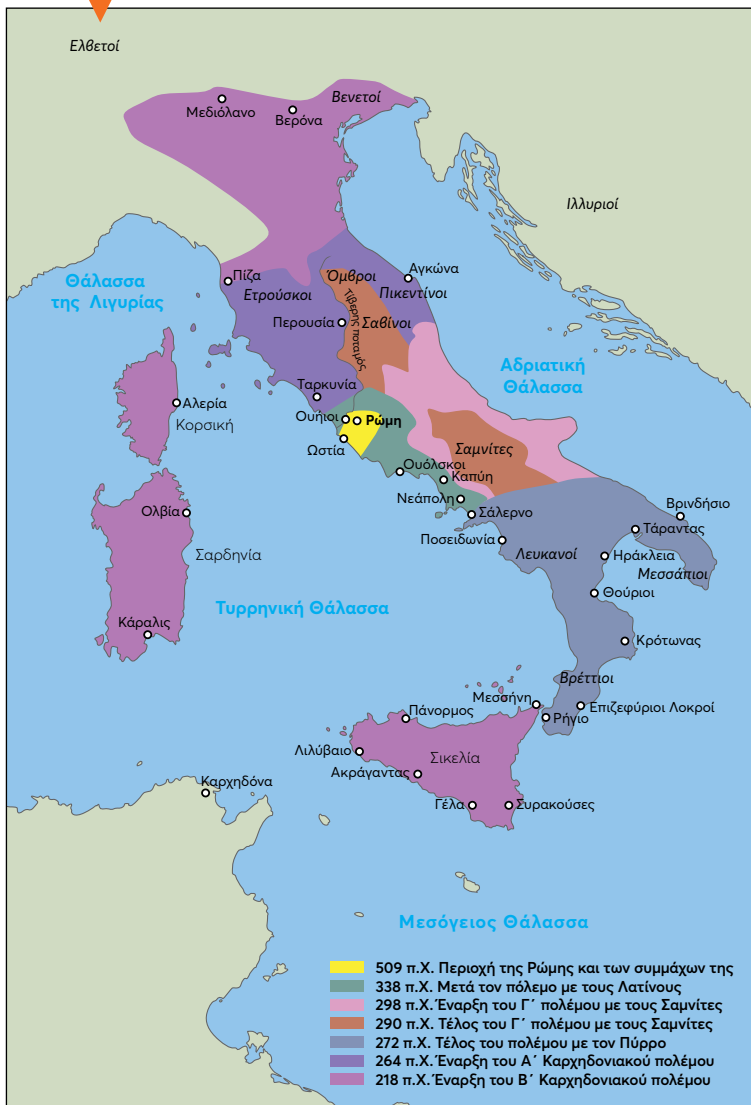 Ελβετοί
Βενετοί
Μεδιόλανο
Βερόνα
Ιλλυριοί
Θάλασσα
της Λιγυρίας
Πίζα
Ετρούσκοι
Όμβροι
Αγκώνα
Πικεντίνοι
Τίβερης ποταμός
Περουσία
Σαβίνοι
Αδριατική
Θάλασσα
Ταρκυνία
Αλερία
Κορσική
Ουήιοι
Ρώμη
Ωστία
Σαμνίτες
Ουόλσκοι
Καπύη
Νεάπολη
Σάλερνο
Ολβία
Βρινδήσιο
Τάραντας
Ποσειδωνία
Λευκανοί
Σαρδηνία
Ηράκλεια
Μεσσάπιοι
Θούριοι
Τυρρηνική Θάλασσα
Κάραλις
Κρότωνας
Βρέττιοι
Μεσσήνη
Επιζεφύριοι Λοκροί
Πάνορμος
Ρήγιο
Λιλύβαιο
Σικελία
Ακράγαντας
Καρχηδόνα
Γέλα
Συρακούσες
Μεσόγειος Θάλασσα
509 π.Χ. Περιοχή της Ρώμης και των συμμάχων της
338 π.Χ. Μετά τον πόλεμο με τους Λατίνους
298 π.Χ. Έναρξη του Γ΄ πολέμου με τους Σαμνίτες
290 π.Χ. Τέλος του Γ΄ πολέμου με τους Σαμνίτες
272 π.Χ. Τέλος του πολέμου με τον Πύρρο
264 π.Χ. Έναρξη του Α΄ Καρχηδονιακού πολέμου
218 π.Χ. Έναρξη του Β΄ Καρχηδονιακού πολέμου